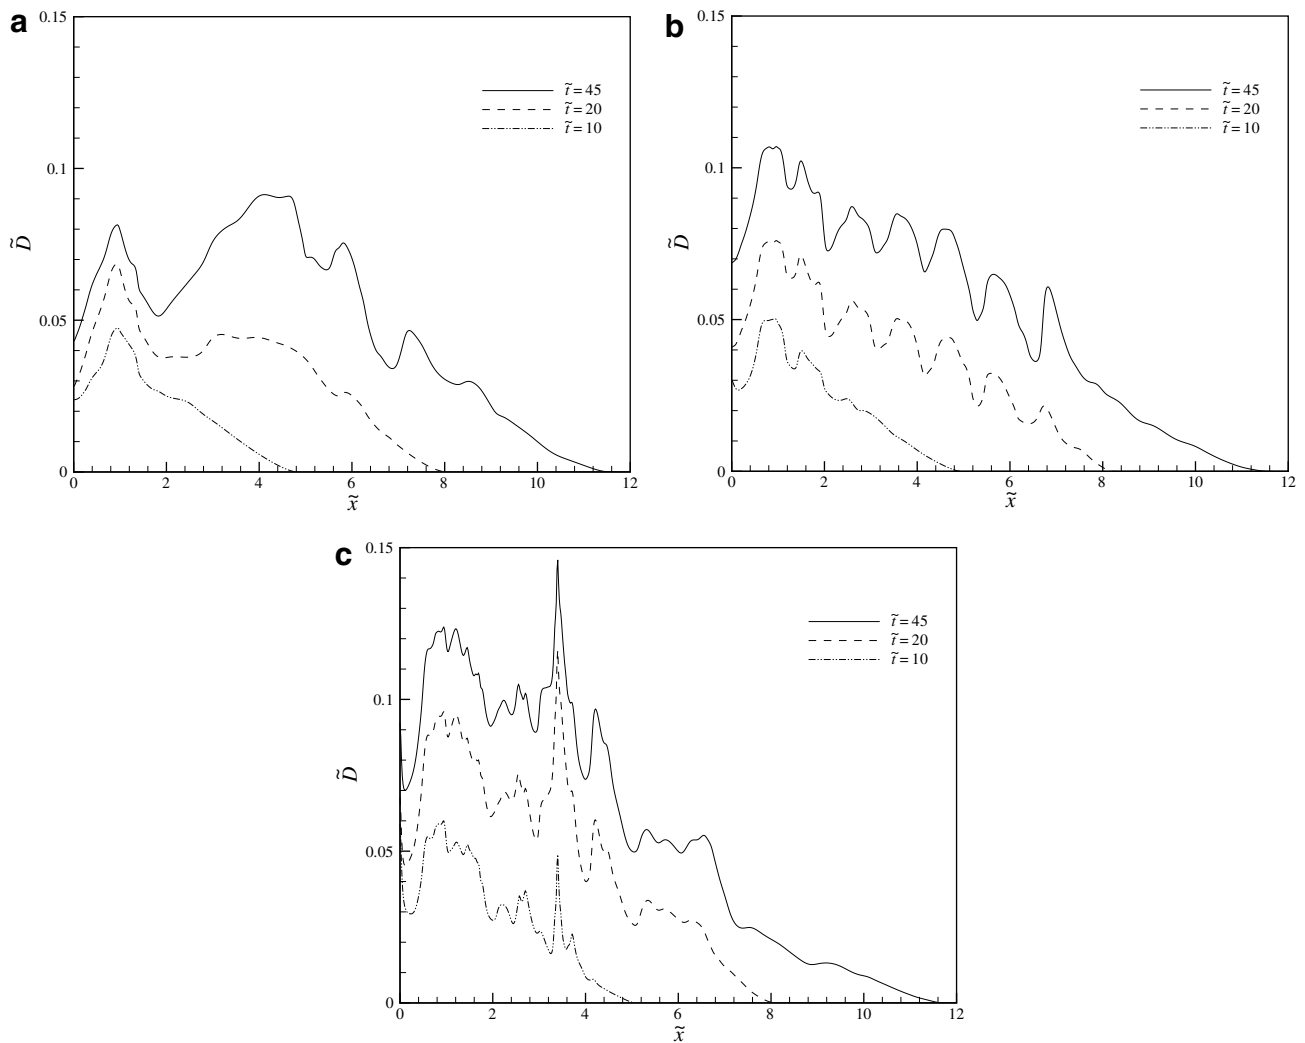 a
0.15
0.1
0.05
0
D̃
t̃ = 45
t̃ = 20
t̃ = 10
0 2 4 6 8 10 12
x̃
b
0.15
0.1
0.05
0
D̃
t̃ = 45
t̃ = 20
t̃ = 10
0 2 4 6 8 10 12
x̃
c
0.15
0.1
0.05
0
D̃
t̃ = 45
t̃ = 20
t̃ = 10
0 2 4 6 8 10 12
x̃